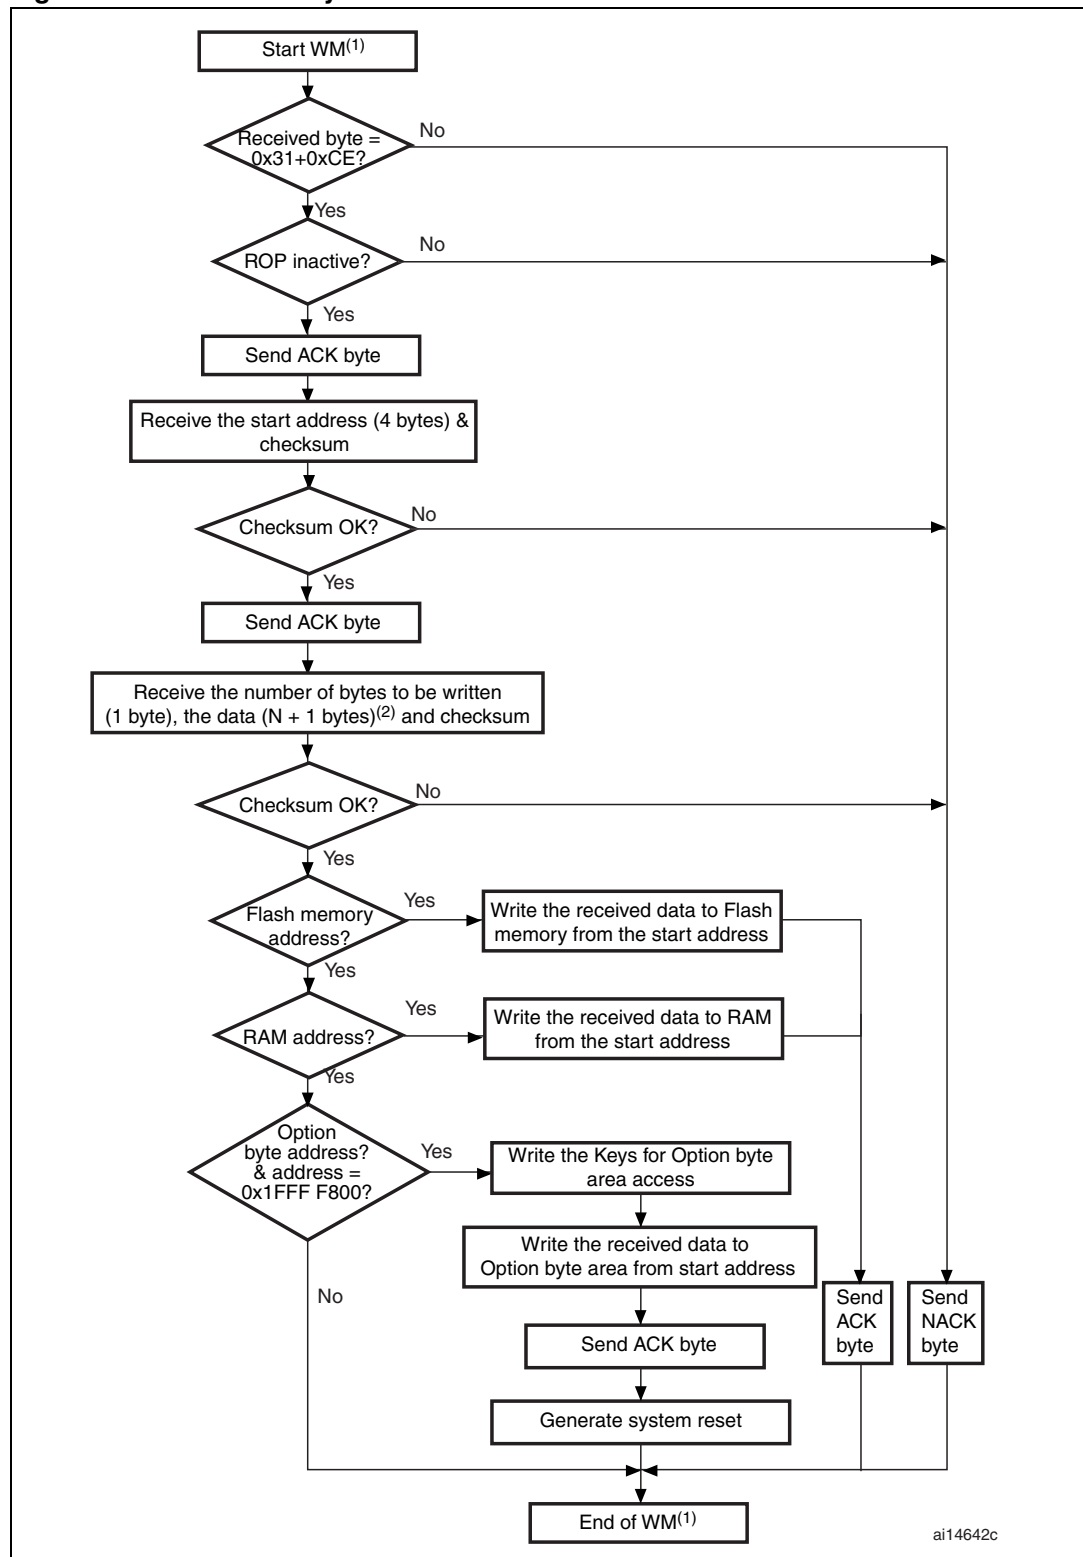 Start WM(1)
No
Received byte =
0x31+0xCE?
Yes
No
ROP inactive?
Yes
Send ACK byte
Receive the start address (4 bytes) &
checksum
No
Checksum OK?
Yes
Send ACK byte
Receive the number of bytes to be written
(1 byte), the data (N + 1 bytes)(2) and checksum
No
Checksum OK?
Yes
Yes
Flash memory
address?
Write the received data to Flash
memory from the start address
Yes
Yes
RAM address?
Write the received data to RAM
from the start address
Yes
Option
byte address?
& address =
0x1FFF F800?
Yes
Write the Keys for Option byte
area access
Write the received data to
Option byte area from start address
No
Send
ACK
byte
Send
NACK
byte
Send ACK byte
Generate system reset
End of WM(1)
ai14642c